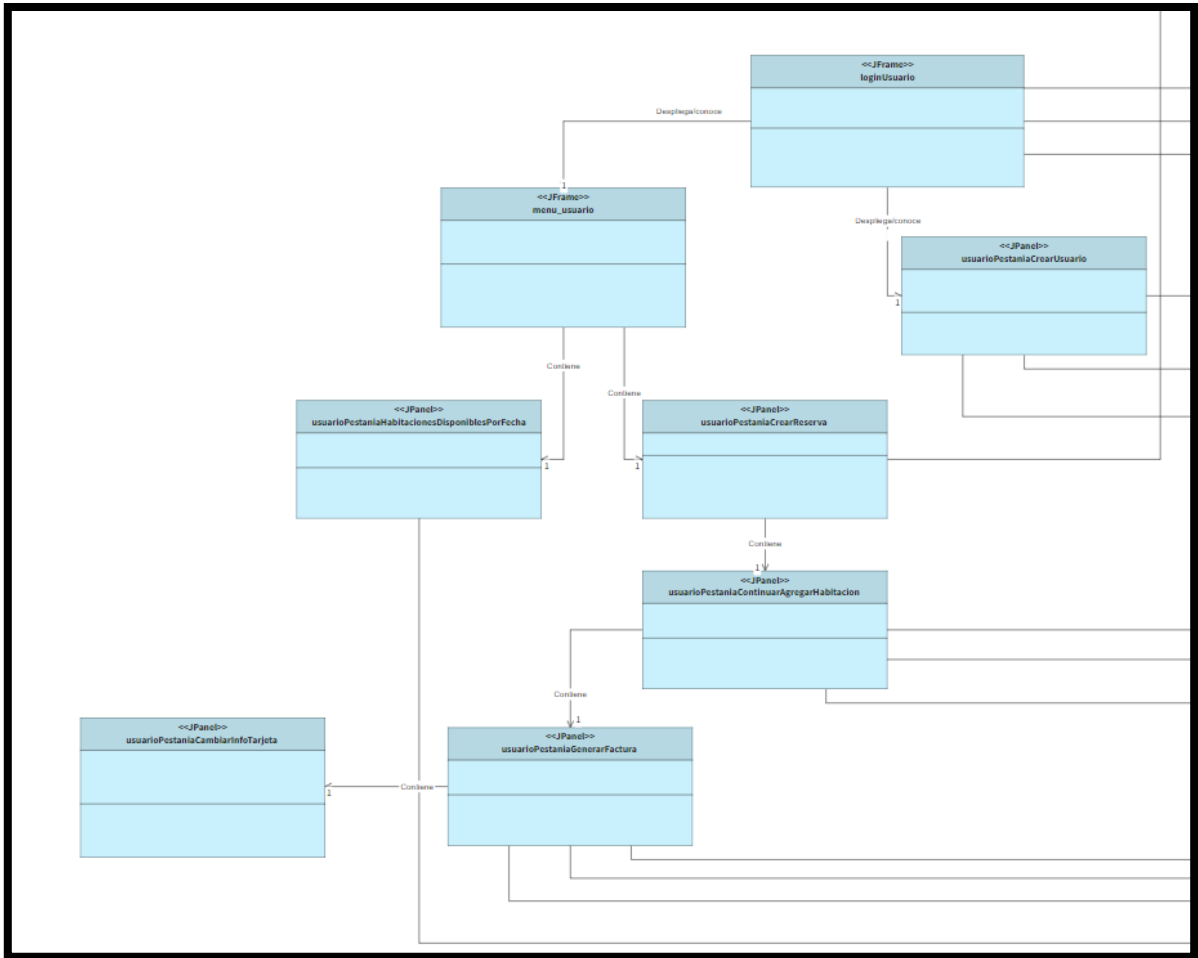 <<JFrame>>
loginUsuario
Despliega/conoce
1
<<JFrame>>
menu_usuario
Despliega/conoce
<<JPanel>>
usuarioPestaniaCrearUsuario
1
Contiene
Contiene
<<JPanel>>
usuarioPestaniaHabitacionesDisponiblesPorFecha
1
1
<<JPanel>>
usuarioPestaniaCrearReserva
Contiene
1
<<JPanel>>
usuarioPestaniaContinuarAgregarHabitacion
Contiene
1
<<JPanel>>
usuarioPestaniaCambiarInfoTarjeta
1
Contiene
<<JPanel>>
usuarioPestaniaGenerarFactura